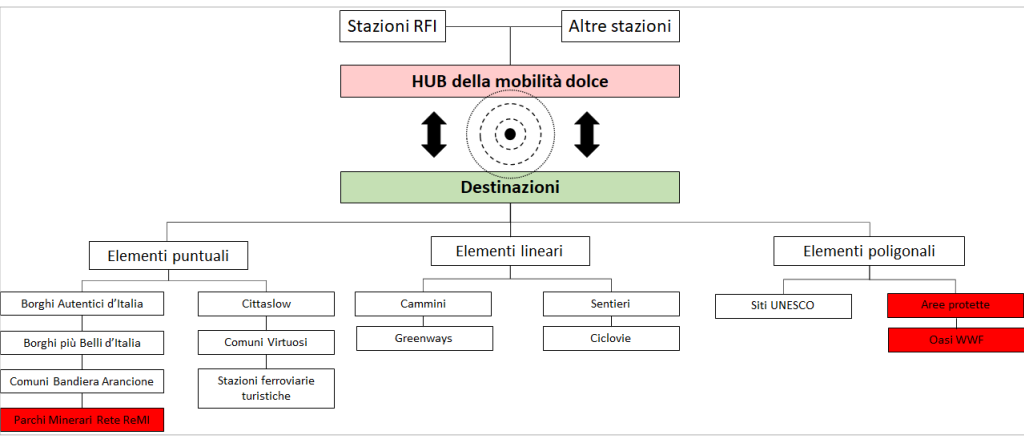 Stazioni RFI
Altre stazioni
HUB della mobilità dolce
Destinazioni
Elementi puntuali
Elementi lineari
Elementi poligonali
Borghi Autentici d’Italia
Cittaslow
Borghi più Belli d’Italia
Comuni Virtuosi
Comuni Bandiera Arancione
Stazioni ferroviarie
turistiche
Parchi Minerari Rete ReMI
Cammini
Sentieri
Greenways
Ciclovie
Siti UNESCO
Aree protette
Oasi WWF